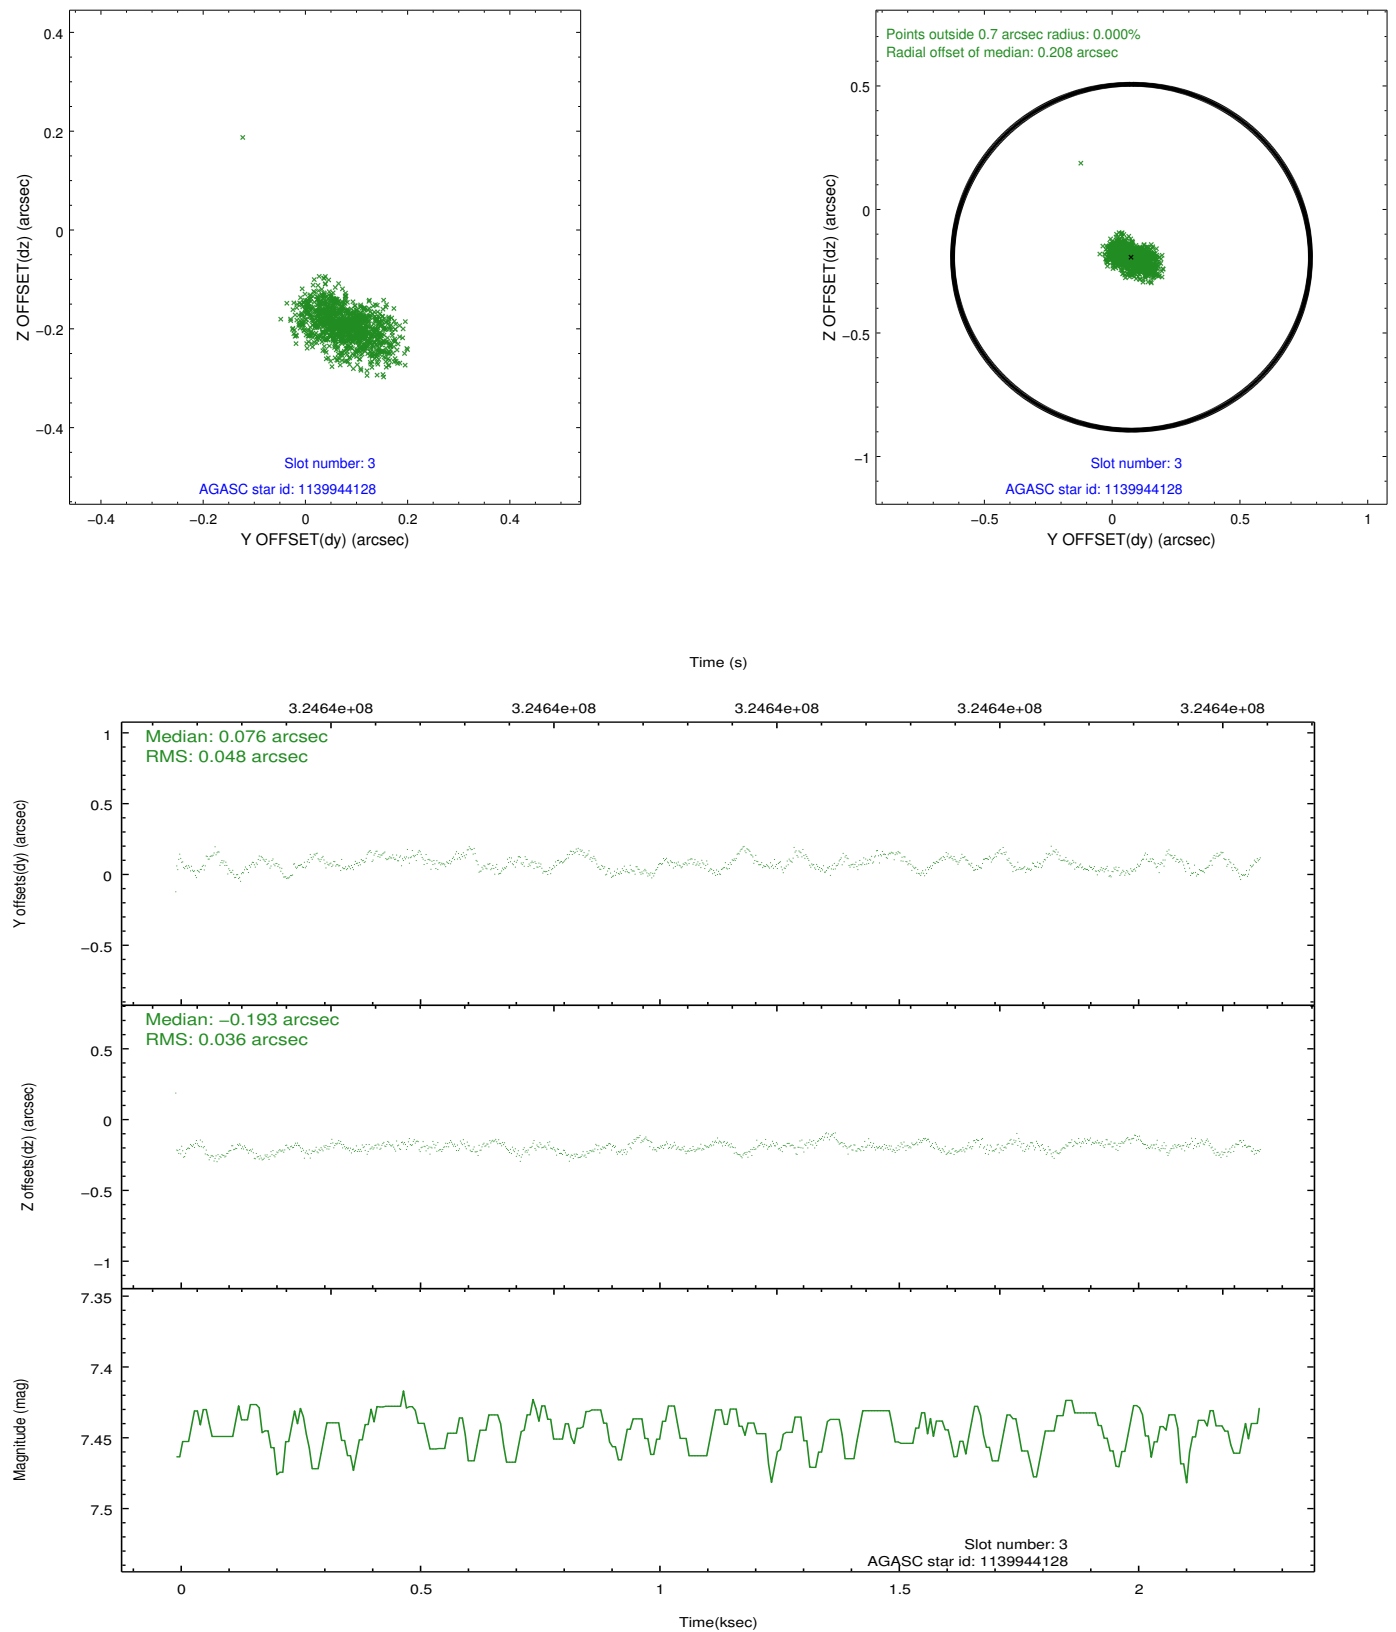 0.4
0.2
0
−0.2
−0.4
Z OFFSET(dz) (arcsec)
Slot number: 3
AGASC star id: 1139944128
−0.4 −0.2 0 0.2 0.4
Y OFFSET(dy) (arcsec)
Points outside 0.7 arcsec radius: 0.000%
Radial offset of median: 0.208 arcsec
0.5
0
−0.5
−1
Z OFFSET(dz) (arcsec)
Slot number: 3
AGASC star id: 1139944128
−0.5 0 0.5 1
Y OFFSET(dy) (arcsec)
Time (s)
3.2464e+08 3.2464e+08 3.2464e+08 3.2464e+08 3.2464e+08
Median: 0.076 arcsec
RMS: 0.048 arcsec
1
0.5
0
−0.5
Y offsets(dy) (arcsec)
Median: −0.193 arcsec
RMS: 0.036 arcsec
0.5
0
−0.5
−1
Z offsets(dz) (arcsec)
7.35
7.4
7.45
7.5
Magnitude (mag)
Slot number: 3
AGASC star id: 1139944128
0 0.5 1 1.5 2
Time(ksec)